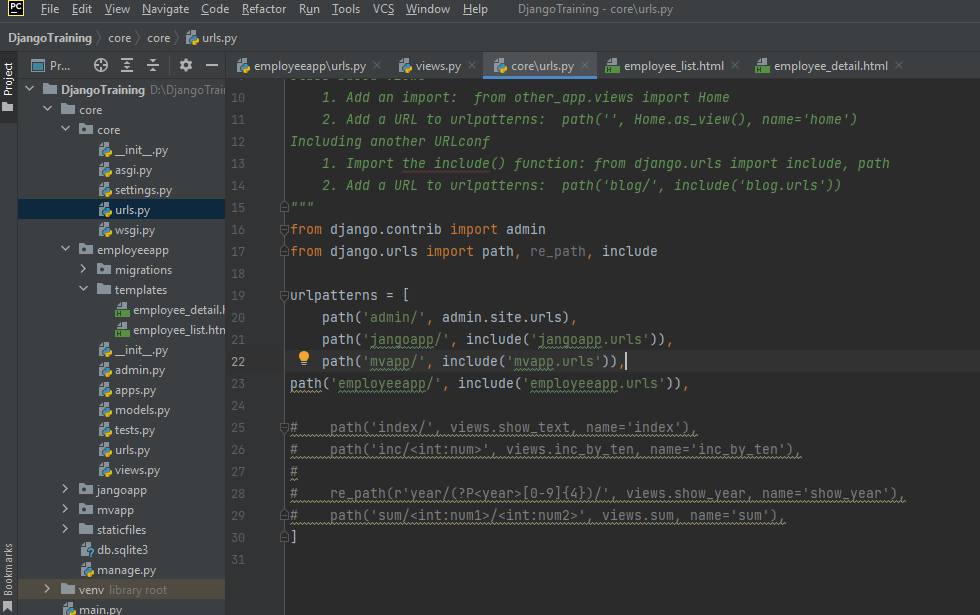 PC File Edit View Navigate Code Refactor Run Tools VCS Window Help DjangoTraining - core\urls.py
DjangoTraining core core urls.py
Project
Pr...
employeeapp\urls.py views.py core\urls.py employee_list.html employee_detail.html
DjangoTraining D:\DjangoTrai
core
core
__init__.py
asgi.py
settings.py
urls.py
wsgi.py
employeeapp
migrations
templates
employee_detail.h
employee_list.htm
__init__.py
admin.py
apps.py
models.py
tests.py
urls.py
views.py
jangoapp
mvapp
staticfiles
db.sqlite3
manage.py
venv library root
main.py
Bookmarks
10 1. Add an import:  from other_app.views import Home
11 2. Add a URL to urlpatterns:  path('', Home.as_view(), name='home')
12 Including another URLconf
13 1. Import the include() function: from django.urls import include, path
14 2. Add a URL to urlpatterns:  path('blog/', include('blog.urls'))
15 """
16 from django.contrib import admin
17 from django.urls import path, re_path, include
18
19 urlpatterns = [
20 path('admin/', admin.site.urls),
21 path('jangoapp/', include('jangoapp.urls')),
22 path('mvapp/', include('mvapp.urls')),
23 path('employeeapp/', include('employeeapp.urls')),
24
25 #    path('index/', views.show_text, name='index'),
26 #    path('inc/<int:num>', views.inc_by_ten, name='inc_by_ten'),
27 #
28 #    re_path(r'year/(?P<year>[0-9]{4})/', views.show_year, name='show_year'),
29 #    path('sum/<int:num1>/<int:num2>', views.sum, name='sum'),
30 ]
31